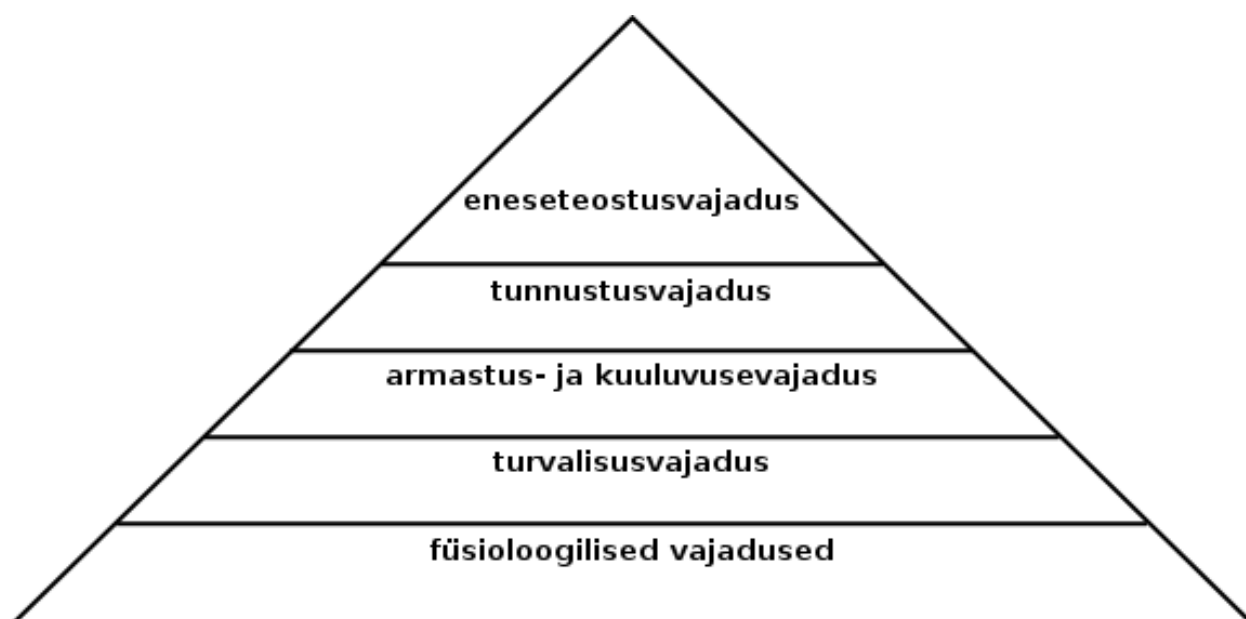 eneseteostusvajadus
tunnustusvajadus
armastus- ja kuuluvusevajadus
turvalisusvajadus
füsioloogilised vajadused